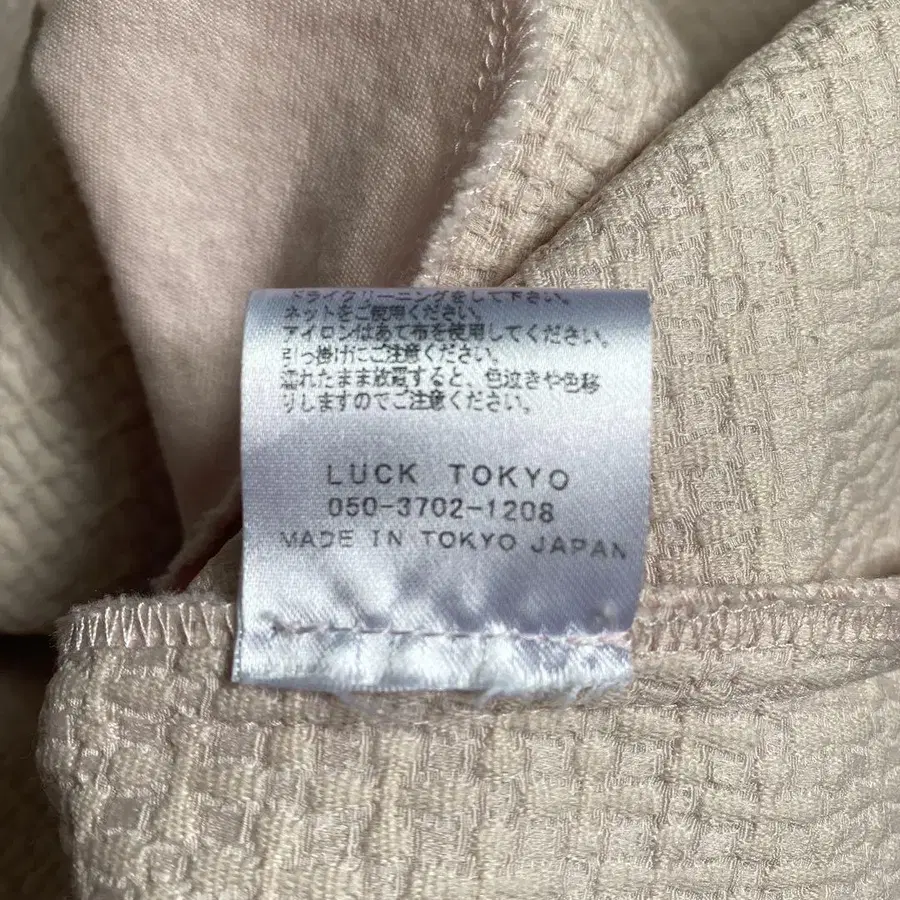 ドライクリーニングをして下さい。
ネットをご使用ください。
アイロンはあて布を使用してください。
引っ掛けにご注意ください。
濡れたまま放置すると、色泣きや色移
りしますのでご注意ください。
LUCK TOKYO
050-3702-1208
MADE IN TOKYO JAPAN